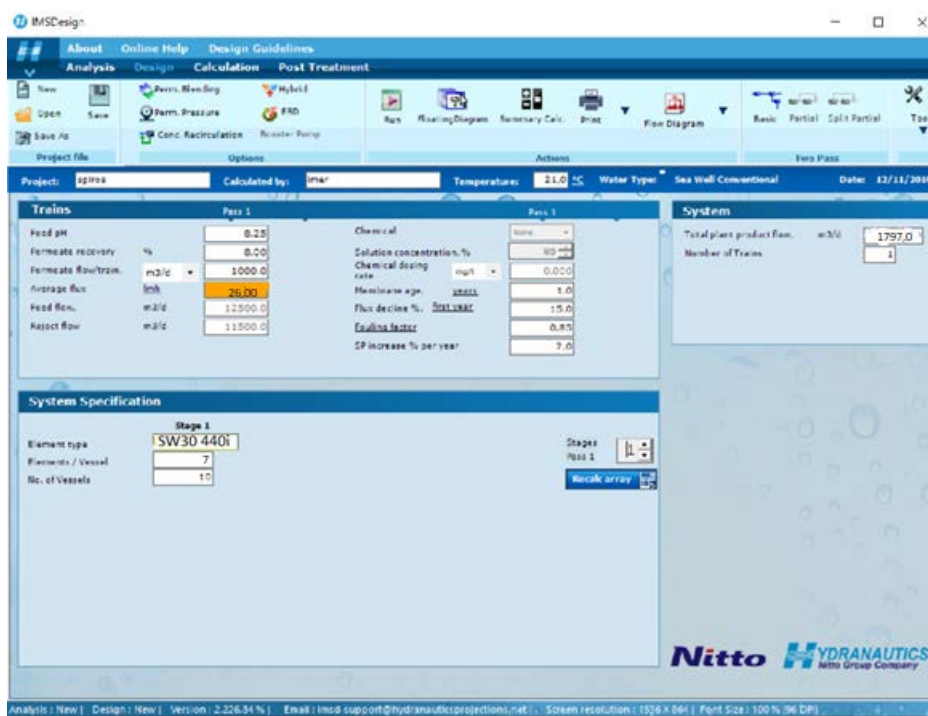 IMSDesign
About Online Help Design Guidelines
Analysis Design Calculation Post Treatment
New Perm. Blending Hybrid
Open Save Perm. Pressure ERD Run Floating Diagram Summary Calc. Print Flow Diagram Basic Partial Split Partial
Save As Conc. Recirculation Booster Pump
Project file Options Actions Two Pass
Project: spiros Calculated by: Temperature: 21,0 °C Water Type: Sea Well Conventional Date:
Trains Pass 1 Pass 1 System
Feed pH 8.25 Chemical None Total plant product flow. m3/d 1797,0
Permeate recovery % 8.00 Solution concentration. % Number of Trains 1
Permeate flow/train. m3/d 1000.0 Chemical dosing rate mg/l 0.000
Average flux lmh 26,00 Membrane age. years 1.0
Feed flow. m3/d 12500.0 Flux decline %. first year 15.0
Reject flow m3/d 11500.0 Fouling factor 0.85
SP increase % per year 7.0
System Specification
Stage 1
Element type SW30 440i Stages
Elements / Vessel 7 Pass 1 1
No. of Vessels 10 Recalc array
Nitto HYDRANAUTICS
Nitto Group Company
Analysis : New | Design : New | Version : 2.226.84 % | Email : imsd-support@hydranauticsprojections.net | Screen resolution : 1536 X 864 | Font Size : 100 % (96 DPI)